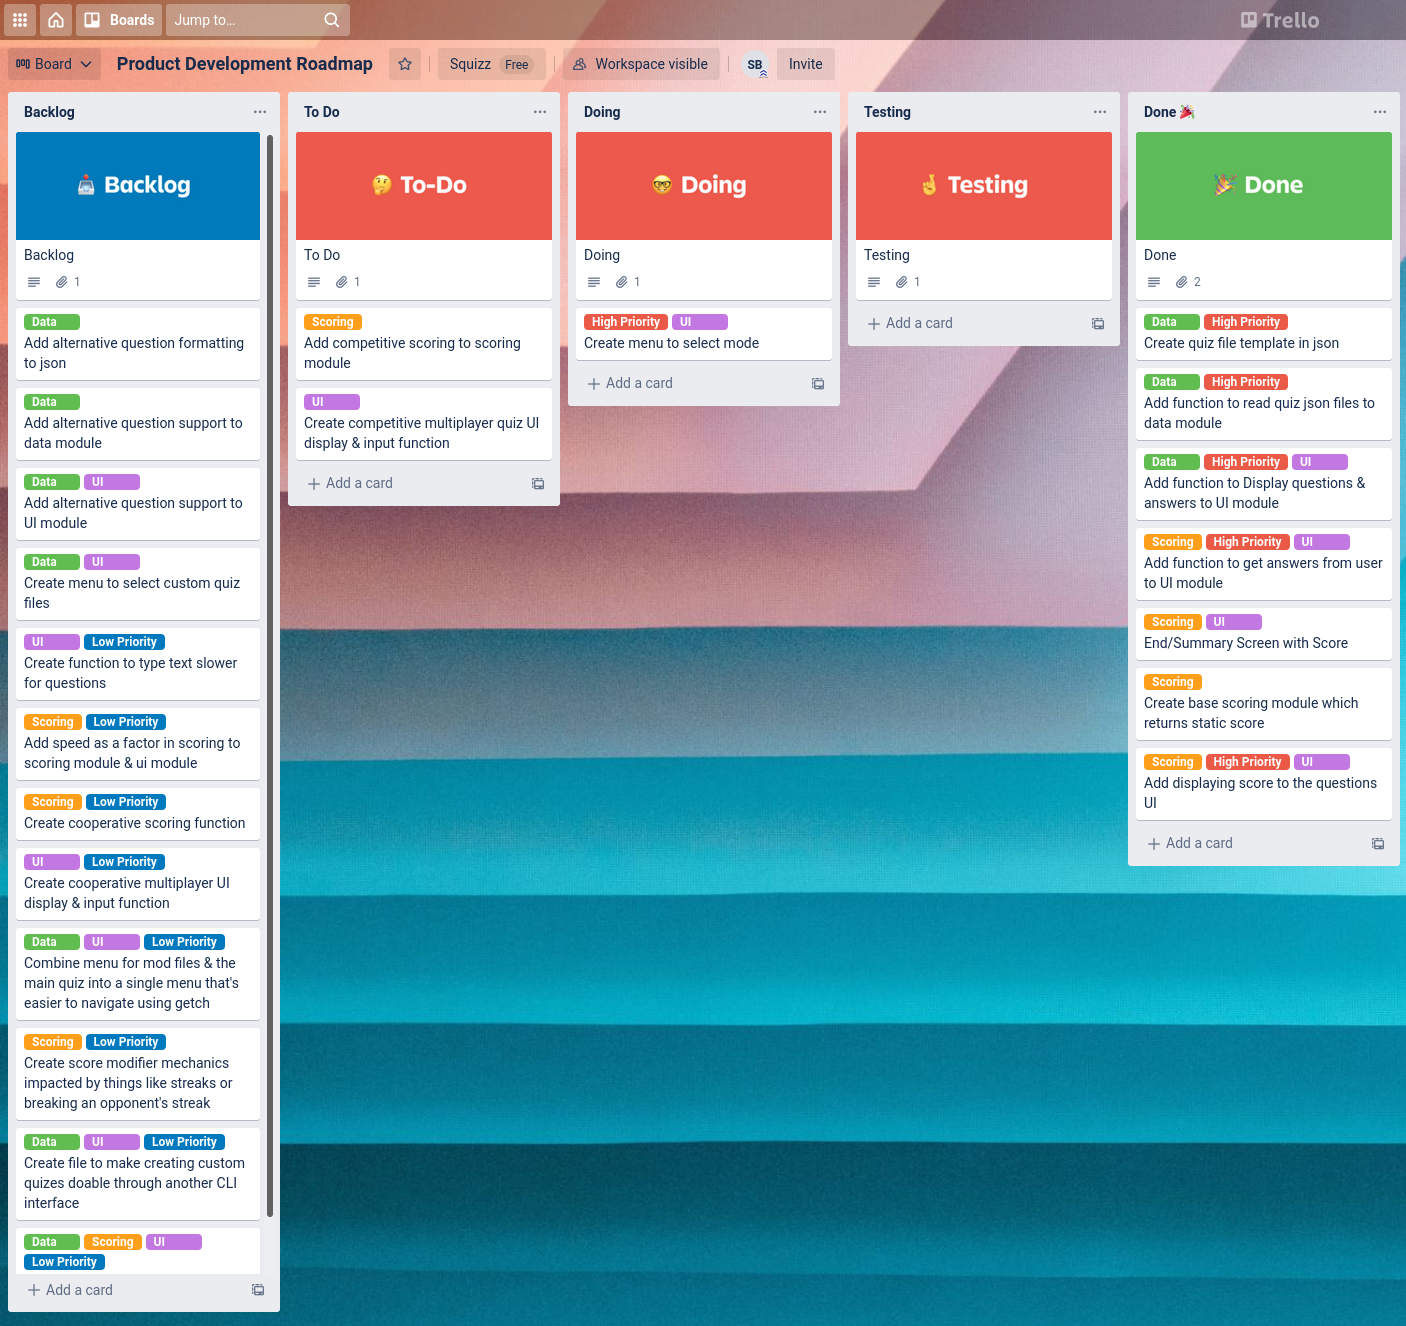 Boards
Jump to...
Trello
Board
Product Development Roadmap
Squizz Free
Workspace visible
SB
Invite
Backlog
Backlog
Backlog
1
Data
Add alternative question formatting
to json
Data
Add alternative question support to
data module
Data UI
Add alternative question support to
UI module
Data UI
Create menu to select custom quiz
files
UI Low Priority
Create function to type text slower
for questions
Scoring Low Priority
Add speed as a factor in scoring to
scoring module & ui module
Scoring Low Priority
Create cooperative scoring function
UI Low Priority
Create cooperative multiplayer UI
display & input function
Data UI Low Priority
Combine menu for mod files & the
main quiz into a single menu that's
easier to navigate using getch
Scoring Low Priority
Create score modifier mechanics
impacted by things like streaks or
breaking an opponent's streak
Data UI Low Priority
Create file to make creating custom
quizes doable through another CLI
interface
Data Scoring UI
Low Priority
Add a card
To Do
To-Do
To Do
1
Scoring
Add competitive scoring to scoring
module
UI
Create competitive multiplayer quiz UI
display & input function
Add a card
Doing
Doing
Doing
1
High Priority UI
Create menu to select mode
Add a card
Testing
Testing
Testing
1
Add a card
Done
Done
Done
2
Data High Priority
Create quiz file template in json
Data High Priority
Add function to read quiz json files to
data module
Data High Priority UI
Add function to Display questions &
answers to UI module
Scoring High Priority UI
Add function to get answers from user
to UI module
Scoring UI
End/Summary Screen with Score
Scoring
Create base scoring module which
returns static score
Scoring High Priority UI
Add displaying score to the questions
UI
Add a card